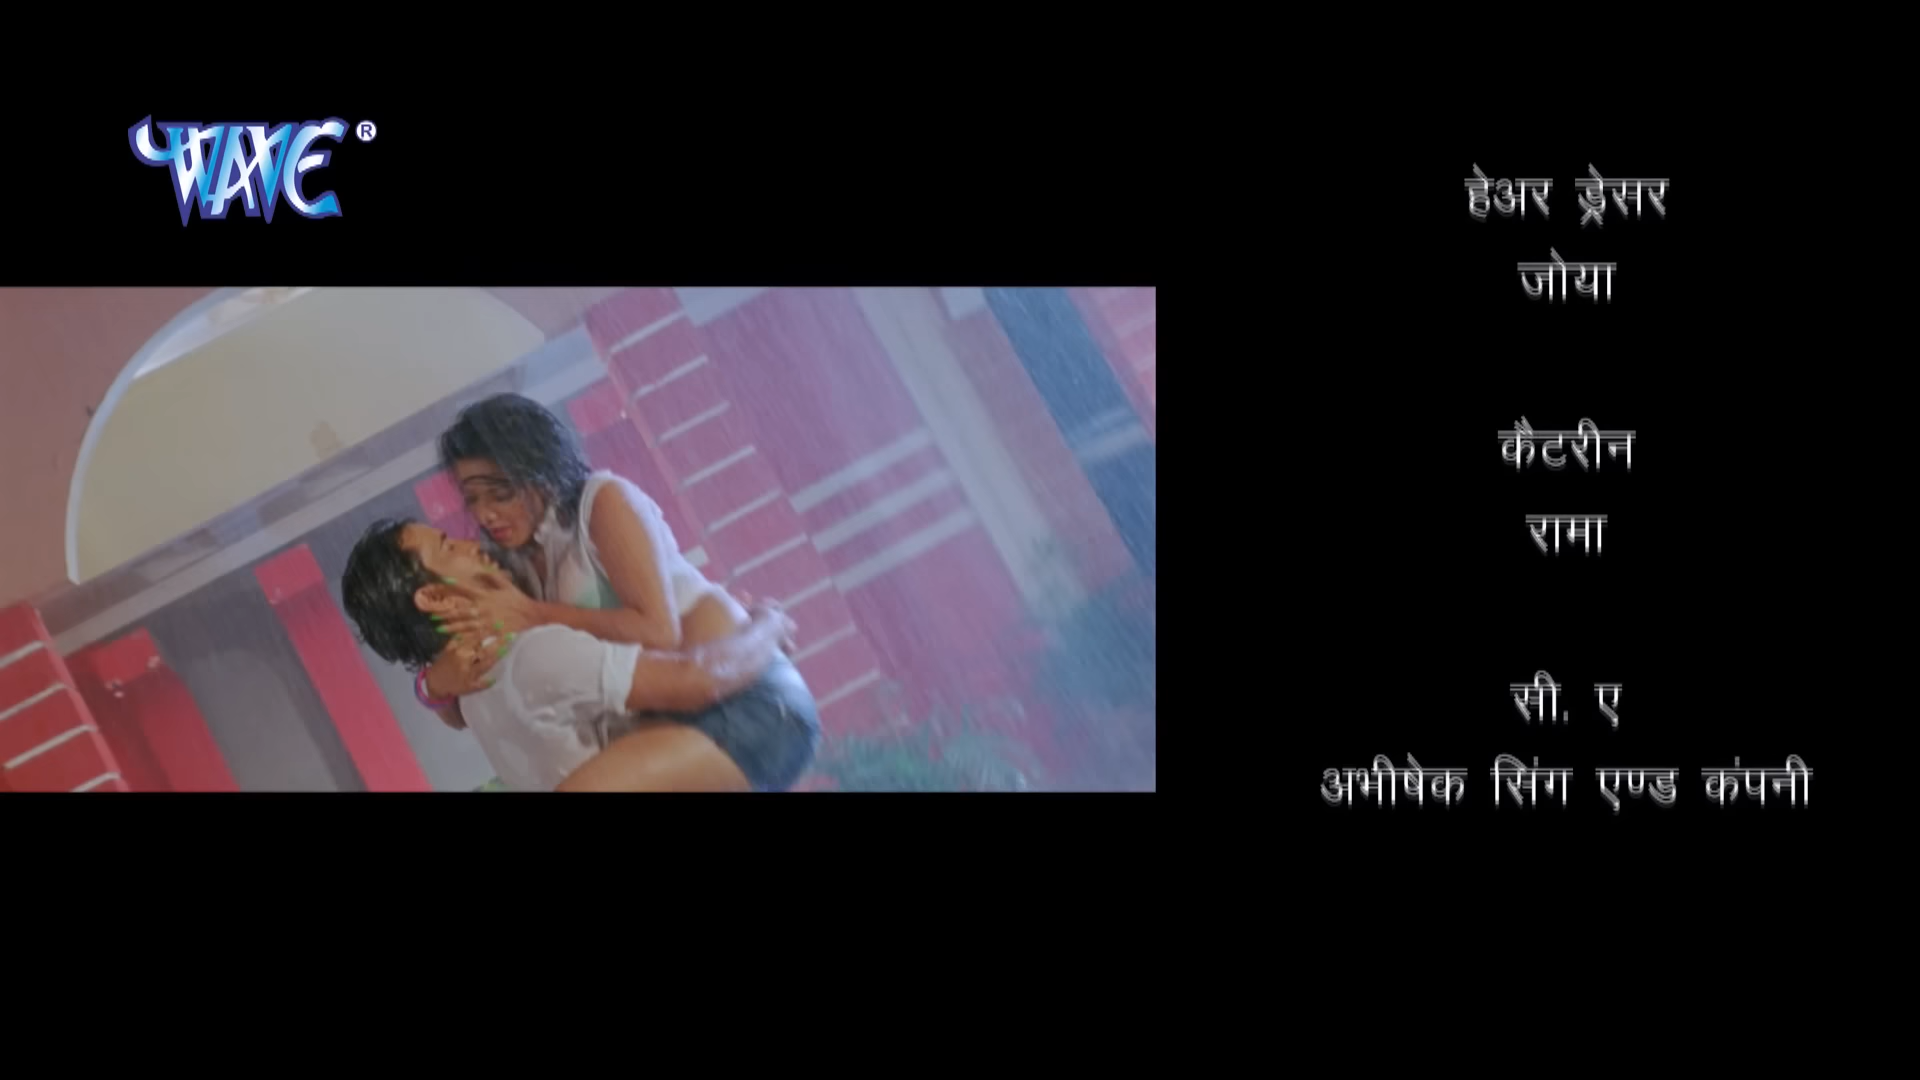 WAVE ®
हेअर ड्रेसर
जोया
कैटरीन
रामा
सी. ए
अभीषेक सिंग एण्ड कंपनी